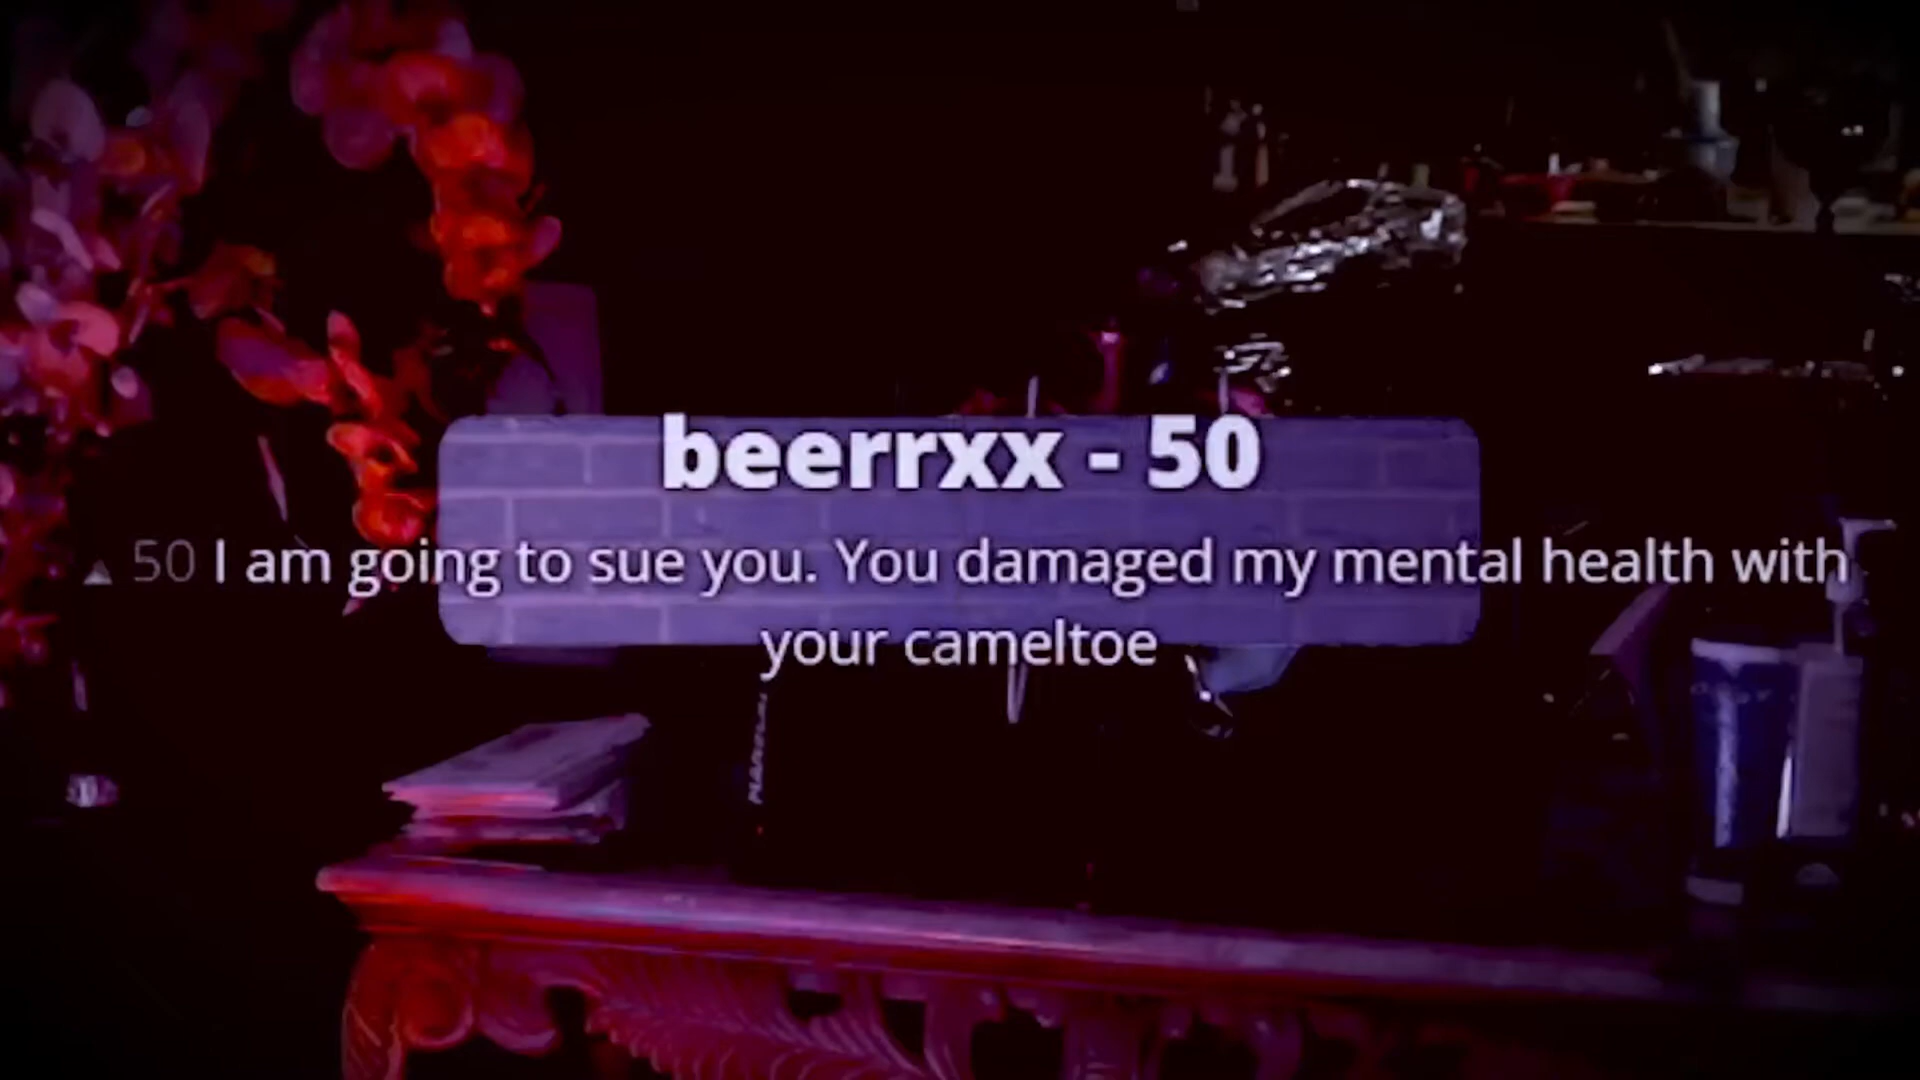 beerrxx - 50
50 I am going to sue you. You damaged my mental health with
your cameltoe